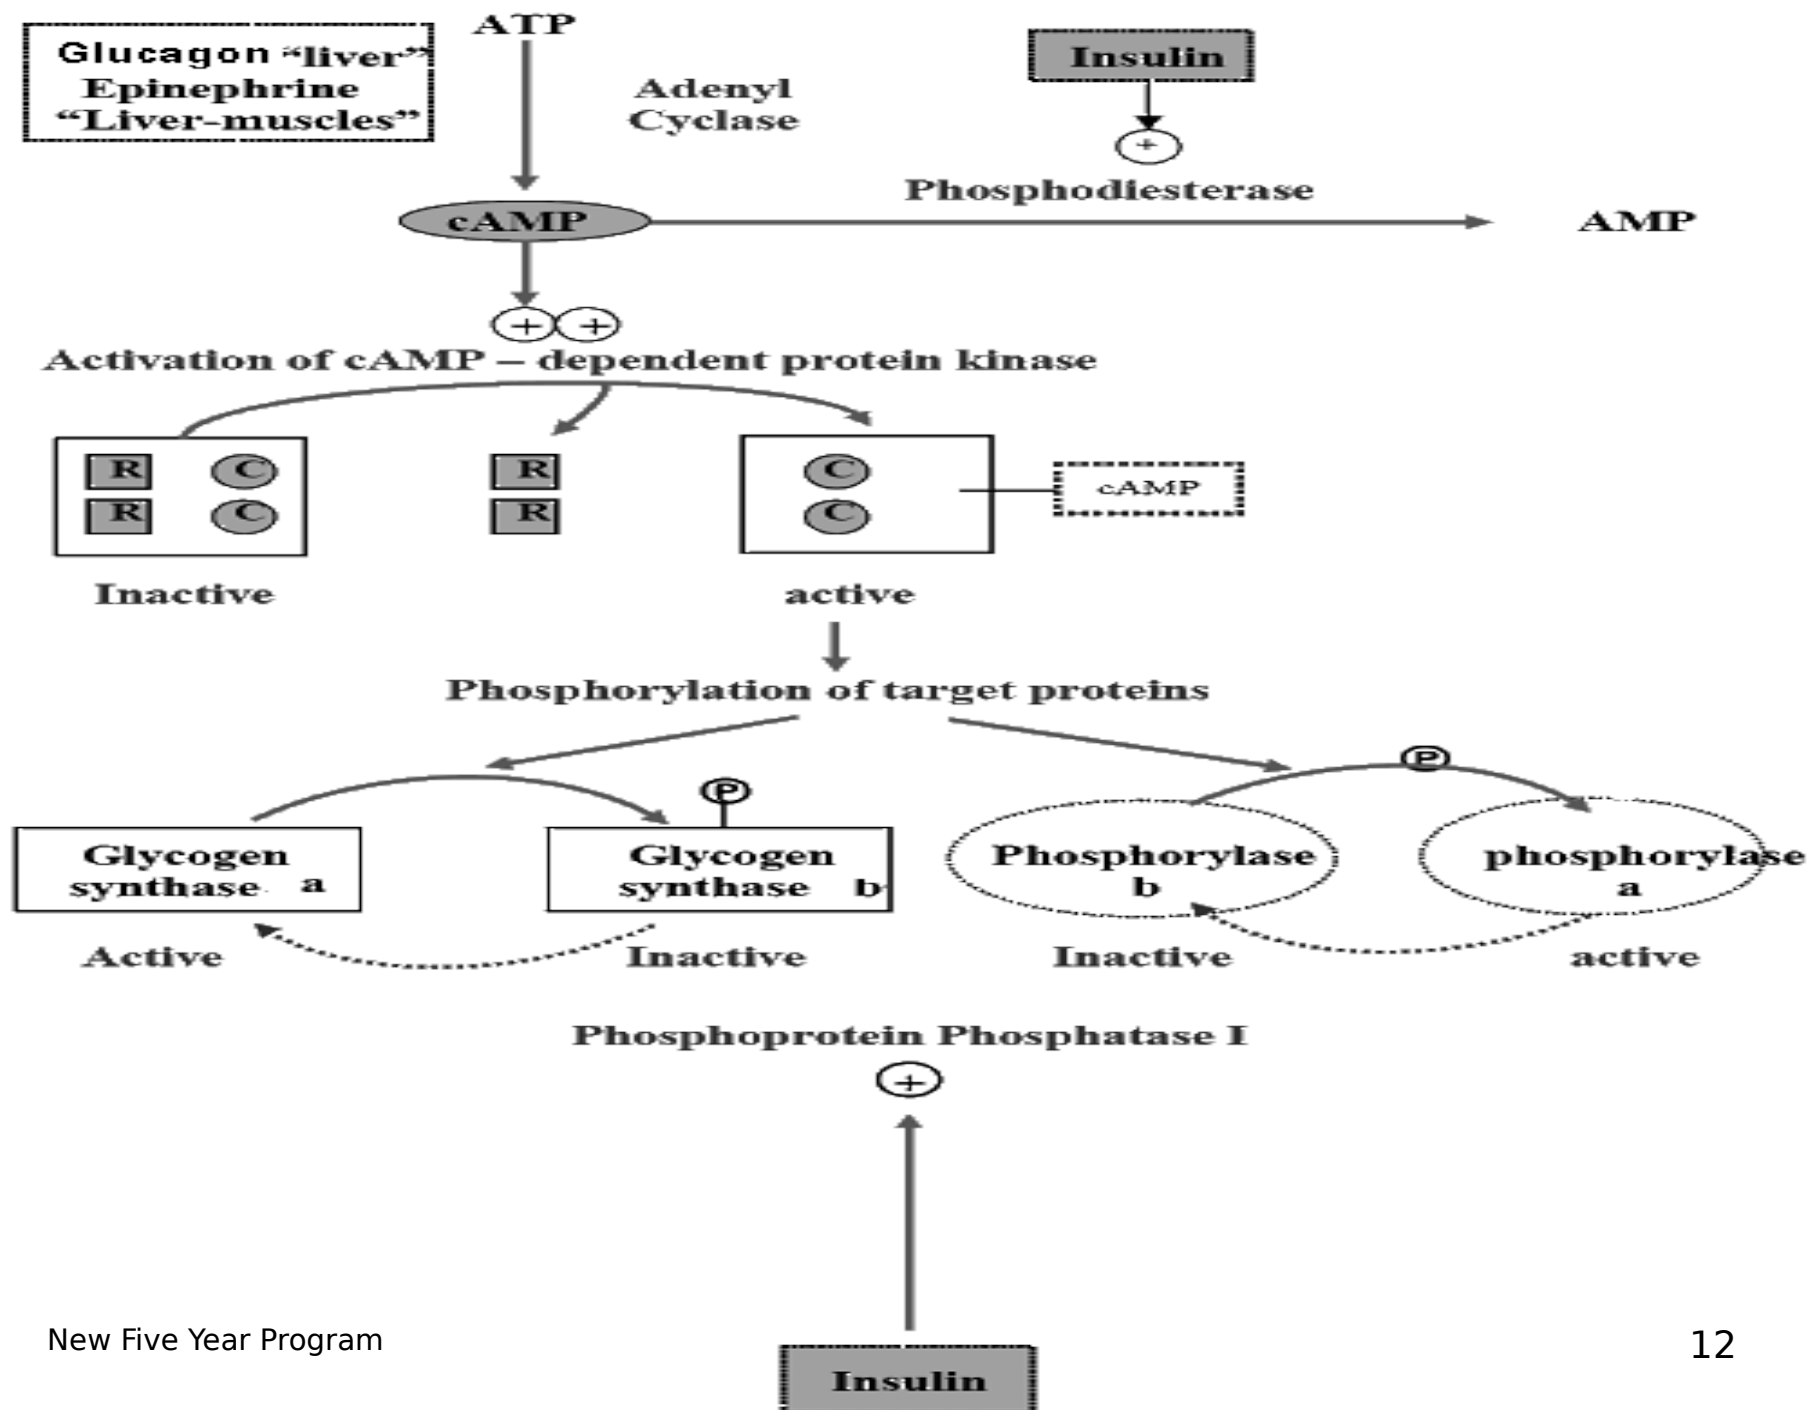 ATP
Glucagon “liver”
Epinephrine
“Liver-muscles”
Adenyl
Cyclase
Insulin
+
Phosphodiesterase
cAMP
AMP
+ +
Activation of cAMP – dependent protein kinase
R C R C
R C R C
cAMP
Inactive active
Phosphorylation of target proteins
P P
Glycogen
synthase a
Glycogen
synthase b
Phosphorylase
b
phosphorylase
a
Active Inactive Inactive active
Phosphoprotein Phosphatase I
+
Insulin
New Five Year Program
12